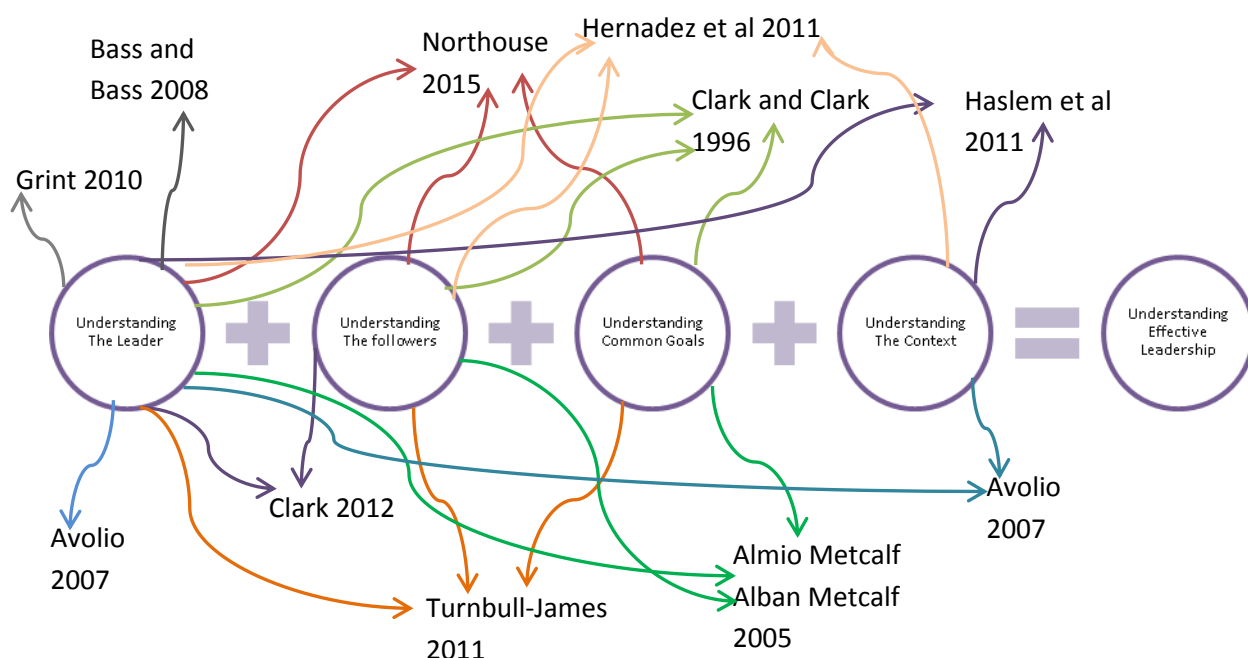 Hernadez et al 2011
Bass and
Bass 2008
Northouse
2015
Clark and Clark
1996
Haslem et al
2011
Grint 2010
Understanding
The Leader
Understanding
The followers
Understanding
Common Goals
Understanding
The Context
Understanding
Effective
Leadership
Clark 2012
Avolio
2007
Avolio
2007
Turnbull-James
2011
Almio Metcalf
Alban Metcalf
2005